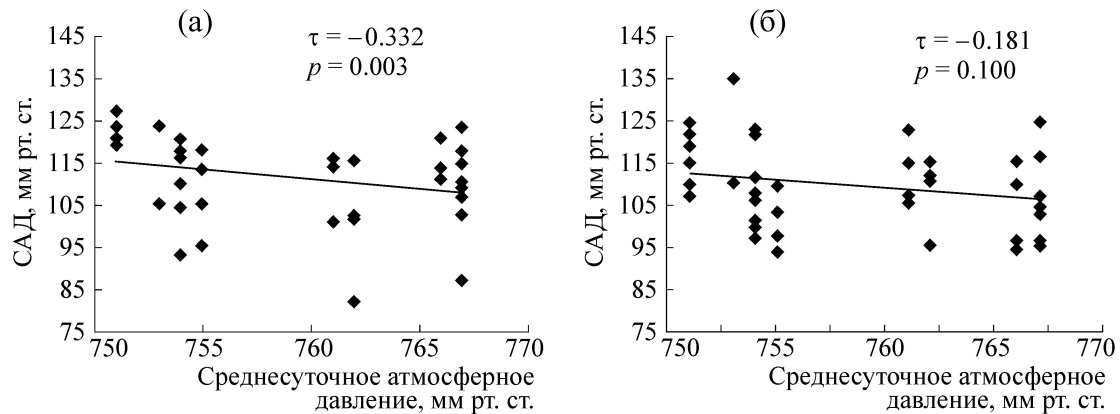 (а)
τ = −0.332
p = 0.003
САД, мм рт. ст.
145
135
125
115
105
95
85
75
750 755 760 765 770
Среднесуточное атмосферное
давление, мм рт. ст.
(б)
τ = −0.181
p = 0.100
САД, мм рт. ст.
145
135
125
115
105
95
85
75
750 755 760 765 770
Среднесуточное атмосферное
давление, мм рт. ст.